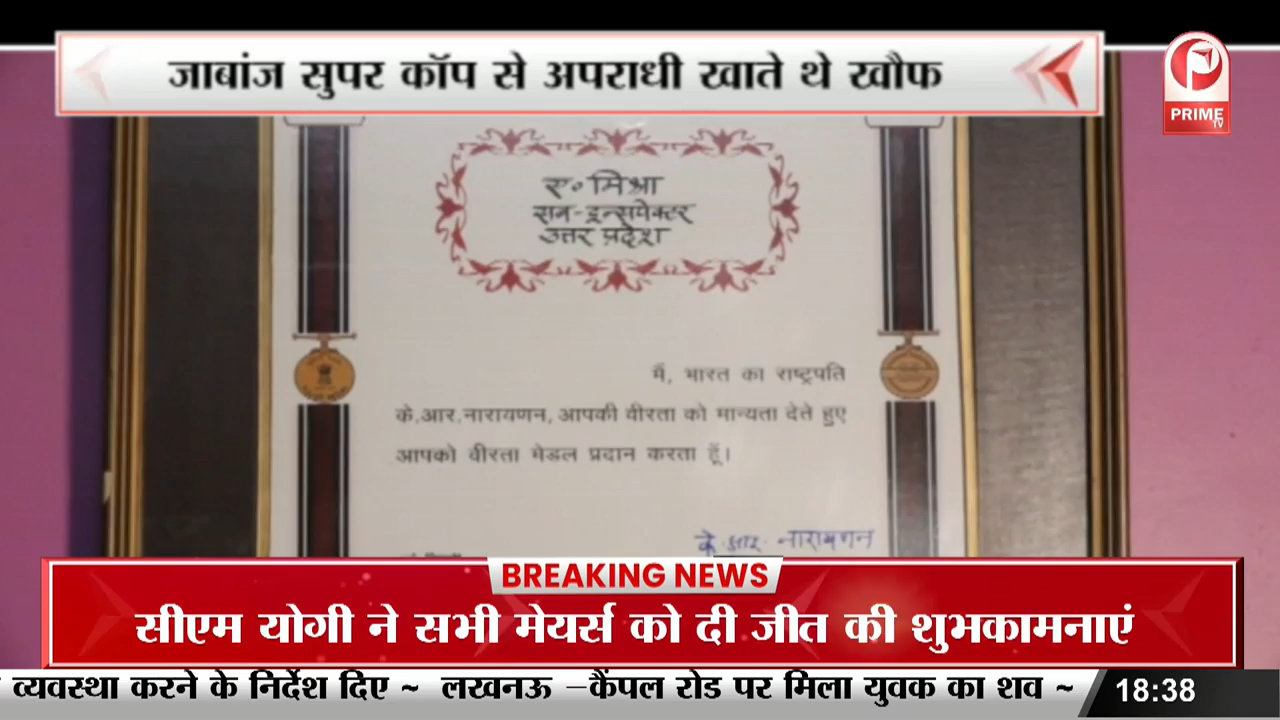 जाबांज सुपर कॉप से अपराधी खाते थे खौफ
PRIME
TV
ए० मिश्रा
सब-इन्सपेक्टर
उत्तर प्रदेश
मैं, भारत का राष्ट्रपति
के.आर.नारायणन, आपकी वीरता को मान्यता देते हुए
आपको वीरता मेडल प्रदान करता हूँ।
के.आर. नारायणन
BREAKING NEWS
सीएम योगी ने सभी मेयर्स को दी जीत की शुभकामनाएं
व्यवस्था करने के निर्देश दिए ~ लखनऊ –कैंपल रोड पर मिला युवक का शव ~
18:38